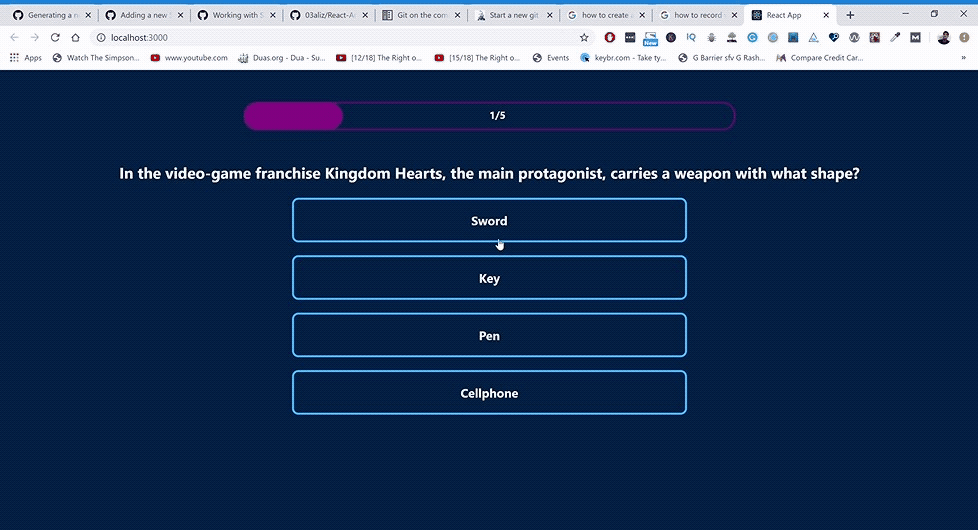 Generating a n
Adding a new
Working with S
03aliz/React-A
Git on the com
Start a new git
how to create a
how to record
React App
localhost:3000
New
Apps
Watch The Simpson...
www.youtube.com
Duas.org - Dua - Su...
[12/18] The Right o...
[15/18] The Right o...
Events
keybr.com - Take ty...
G Barrier sfv G Rash...
Compare Credit Car...
1/5
In the video-game franchise Kingdom Hearts, the main protagonist, carries a weapon with what shape?
Sword
Key
Pen
Cellphone